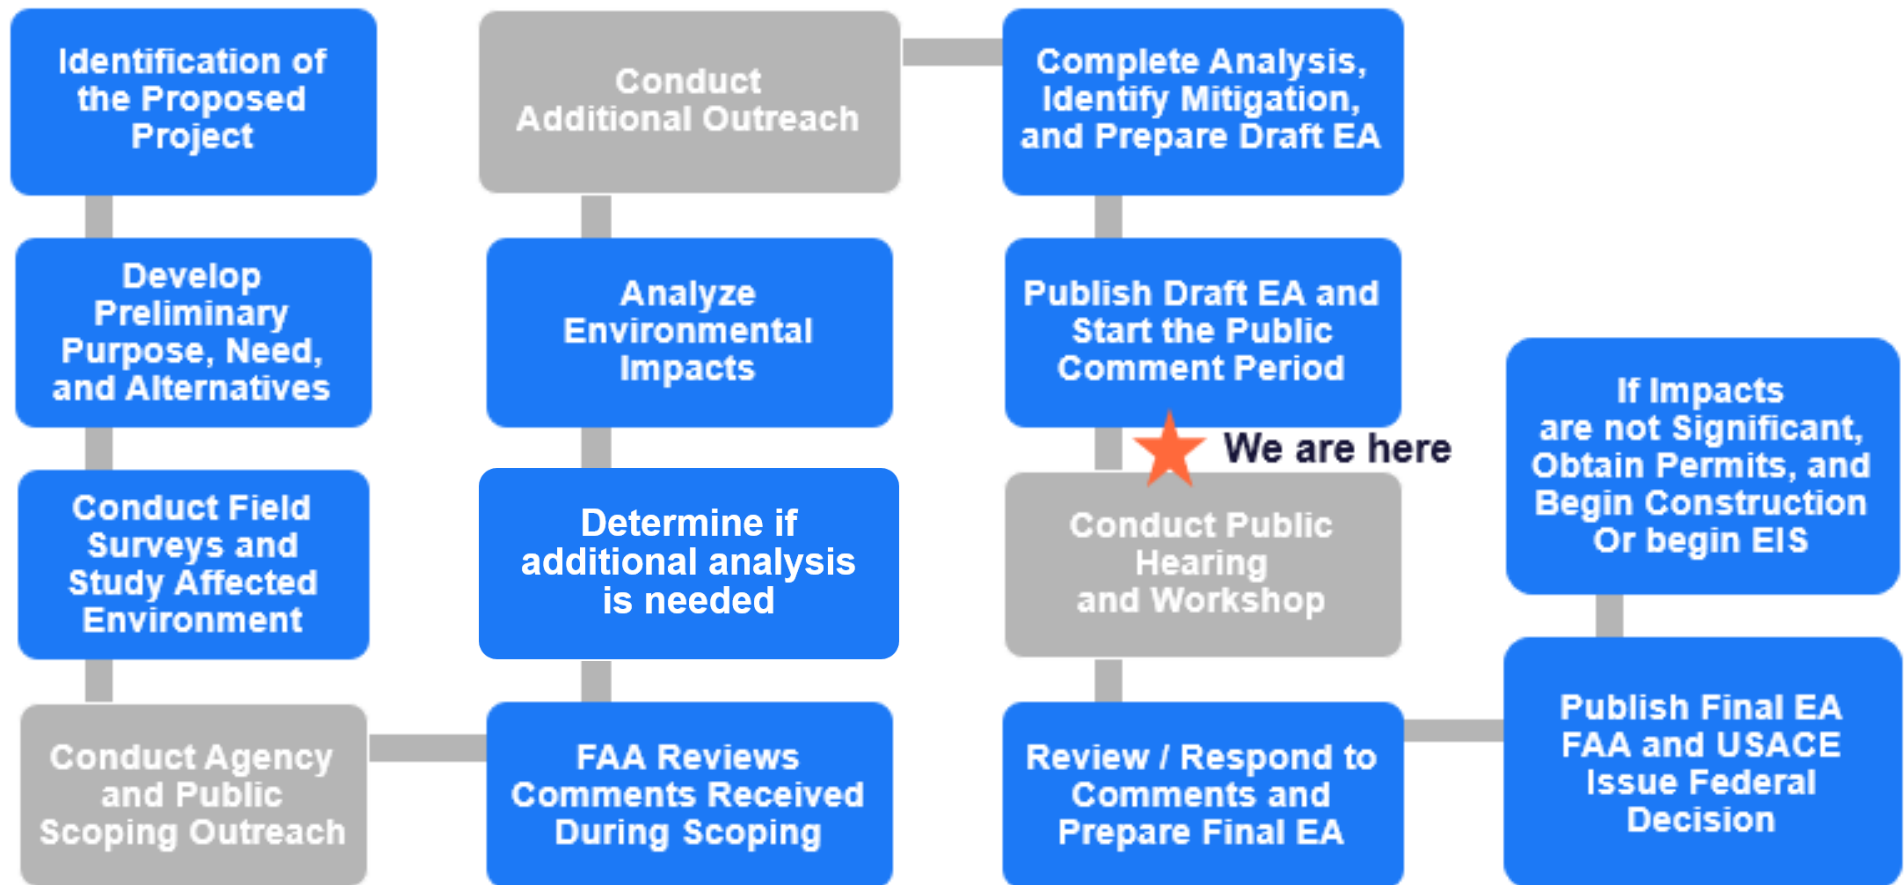 Identification of
the Proposed
Project
Develop
Preliminary
Purpose, Need,
and Alternatives
Conduct Field
Surveys and
Study Affected
Environment
Conduct Agency
and Public
Scoping Outreach
FAA Reviews
Comments Received
During Scoping
Determine if
additional analysis
is needed
Analyze
Environmental
Impacts
Conduct
Additional Outreach
Complete Analysis,
Identify Mitigation,
and Prepare Draft EA
Publish Draft EA and
Start the Public
Comment Period
We are here
Conduct Public
Hearing
and Workshop
Review / Respond to
Comments and
Prepare Final EA
Publish Final EA
FAA and USACE
Issue Federal
Decision
If Impacts
are not Significant,
Obtain Permits, and
Begin Construction
Or begin EIS